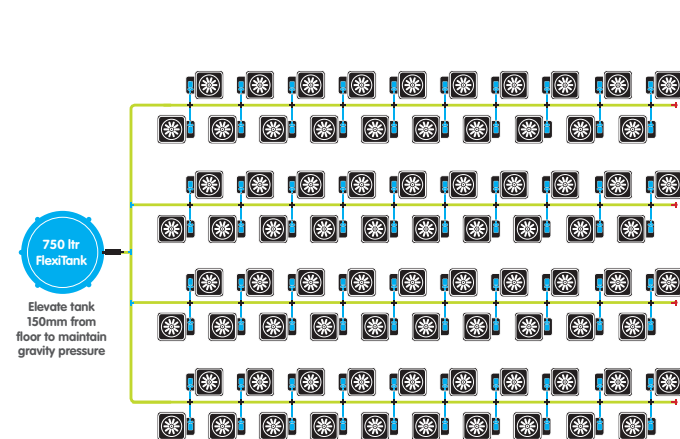 750 ltr
FlexiTank
Elevate tank
150mm from
floor to maintain
gravity pressure